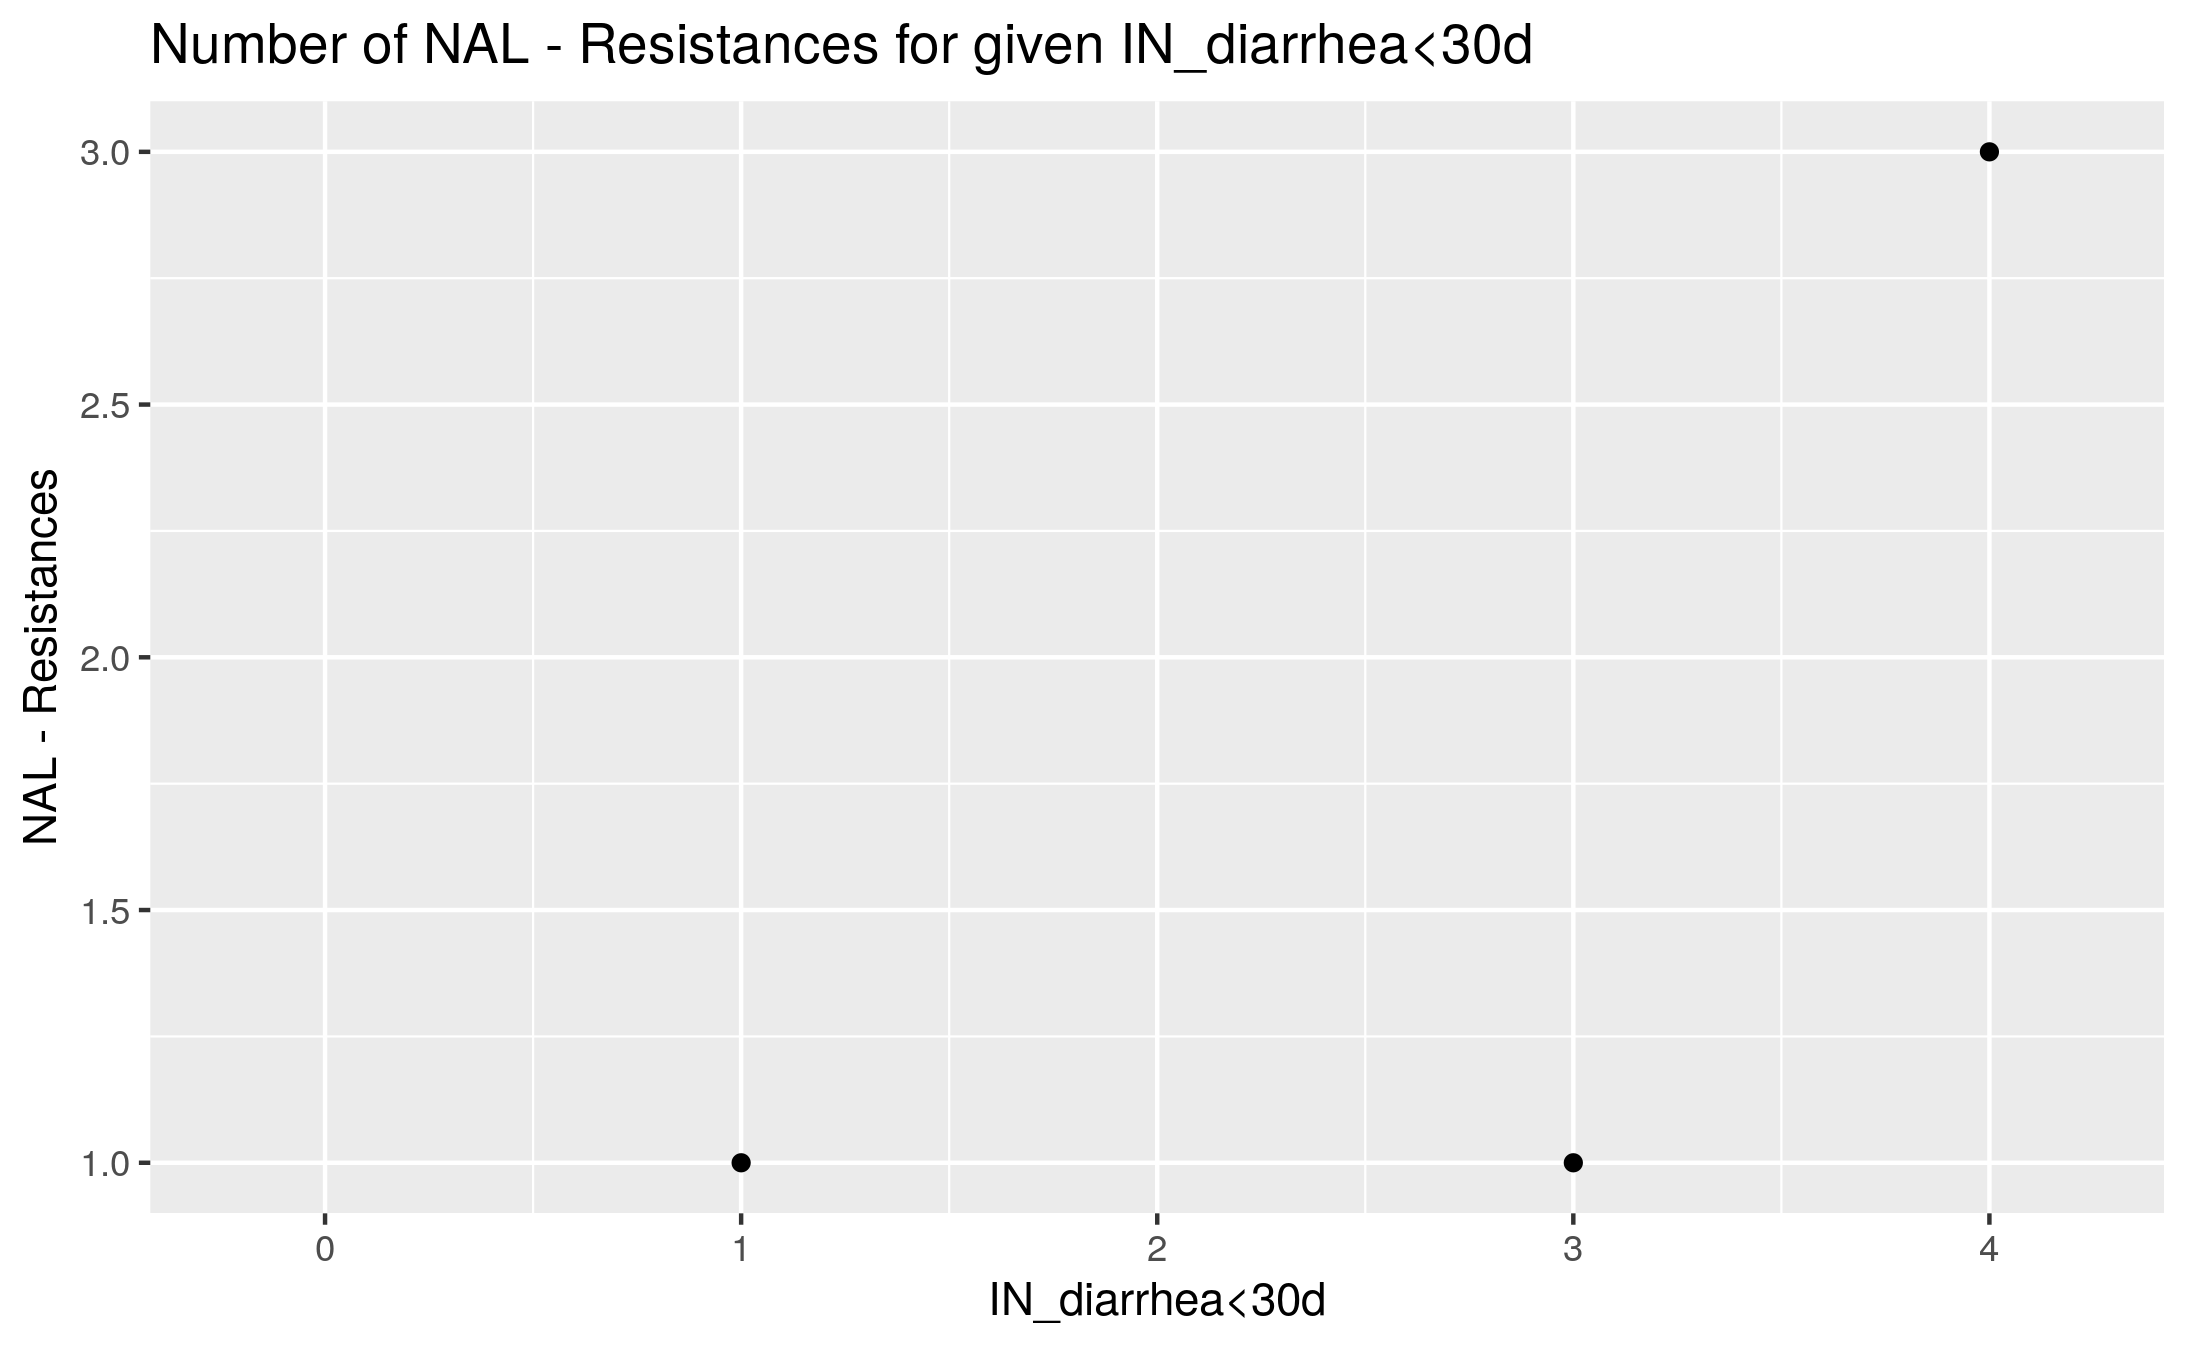 Number of NAL - Resistances for given IN_diarrhea<30d
NAL - Resistances
3.0
2.5
2.0
1.5
1.0
0 1 2 3 4
IN_diarrhea<30d